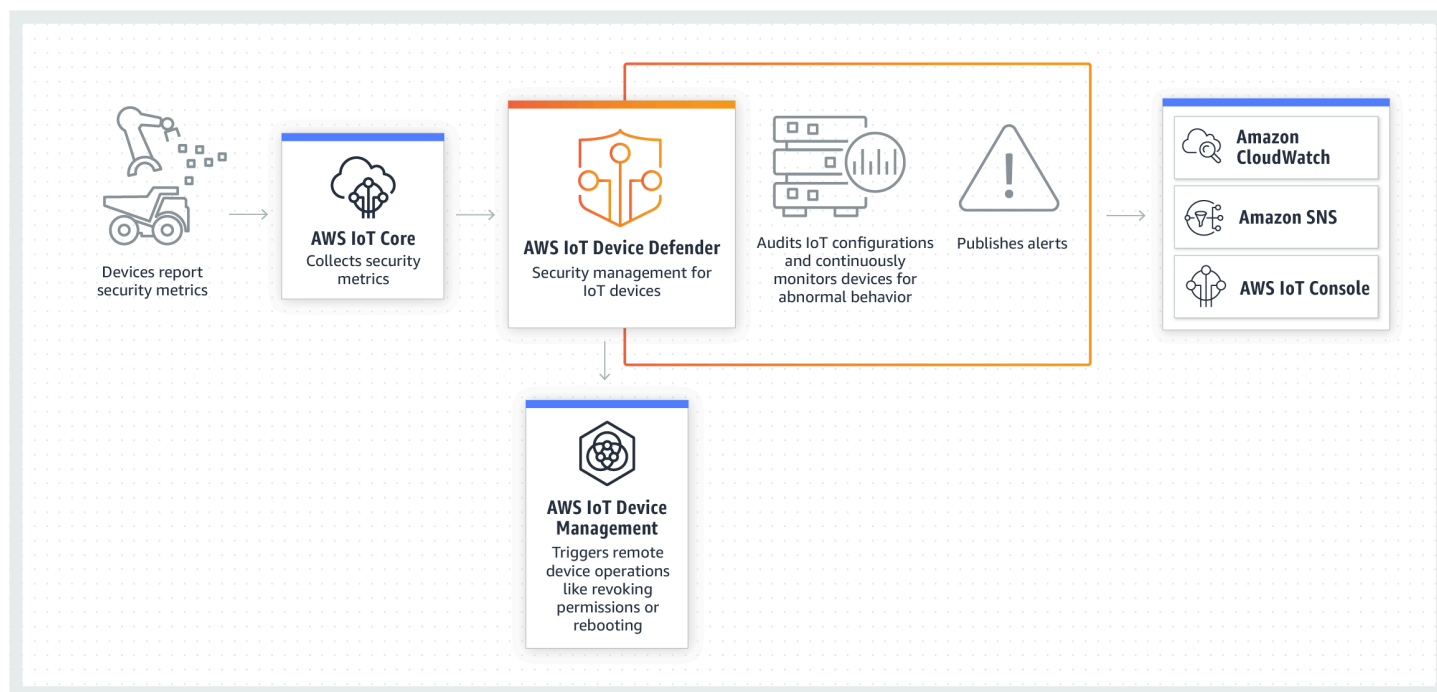 Devices report
security metrics
AWS IoT Core
Collects security
metrics
AWS IoT Device Defender
Security management for
IoT devices
Audits IoT configurations
and continuously
monitors devices for
abnormal behavior
Publishes alerts
Amazon
CloudWatch
Amazon SNS
AWS IoT Console
AWS IoT Device
Management
Triggers remote
device operations
like revoking
permissions or
rebooting